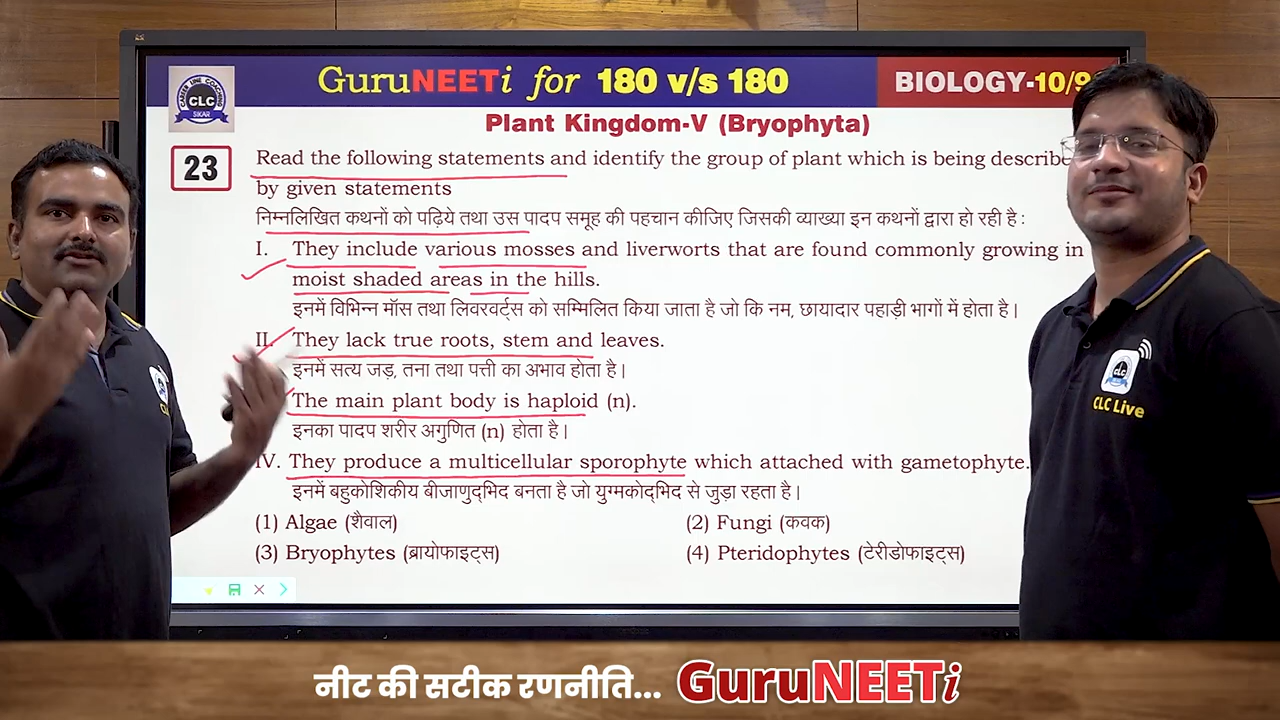 GuruNEETi for 180 v/s 180
BIOLOGY-10/9
CAREER LINE COACHING
CLC
SIKAR
Plant Kingdom-V (Bryophyta)
23
Read the following statements and identify the group of plant which is being describe
by given statements
निम्नलिखित कथनों को पढ़िये तथा उस पादप समूह की पहचान कीजिए जिसकी व्याख्या इन कथनों द्वारा हो रही है :
I. They include various mosses and liverworts that are found commonly growing in
moist shaded areas in the hills.
इनमें विभिन्न मॉस तथा लिवरवर्ट्स को सम्मिलित किया जाता है जो कि नम, छायादार पहाड़ी भागों में होता है।
II. They lack true roots, stem and leaves.
इनमें सत्य जड़, तना तथा पत्ती का अभाव होता है।
The main plant body is haploid (n).
इनका पादप शरीर अगुणित (n) होता है।
IV. They produce a multicellular sporophyte which attached with gametophyte.
इनमें बहुकोशिकीय बीजाणुद्भिद बनता है जो युग्मकोद्भिद से जुड़ा रहता है।
(1) Algae (शैवाल) (2) Fungi (कवक)
(3) Bryophytes (ब्रायोफाइट्स) (4) Pteridophytes (टेरीडोफाइट्स)
CLC
CLC Live
नीट की सटीक रणनीति... GuruNEETi